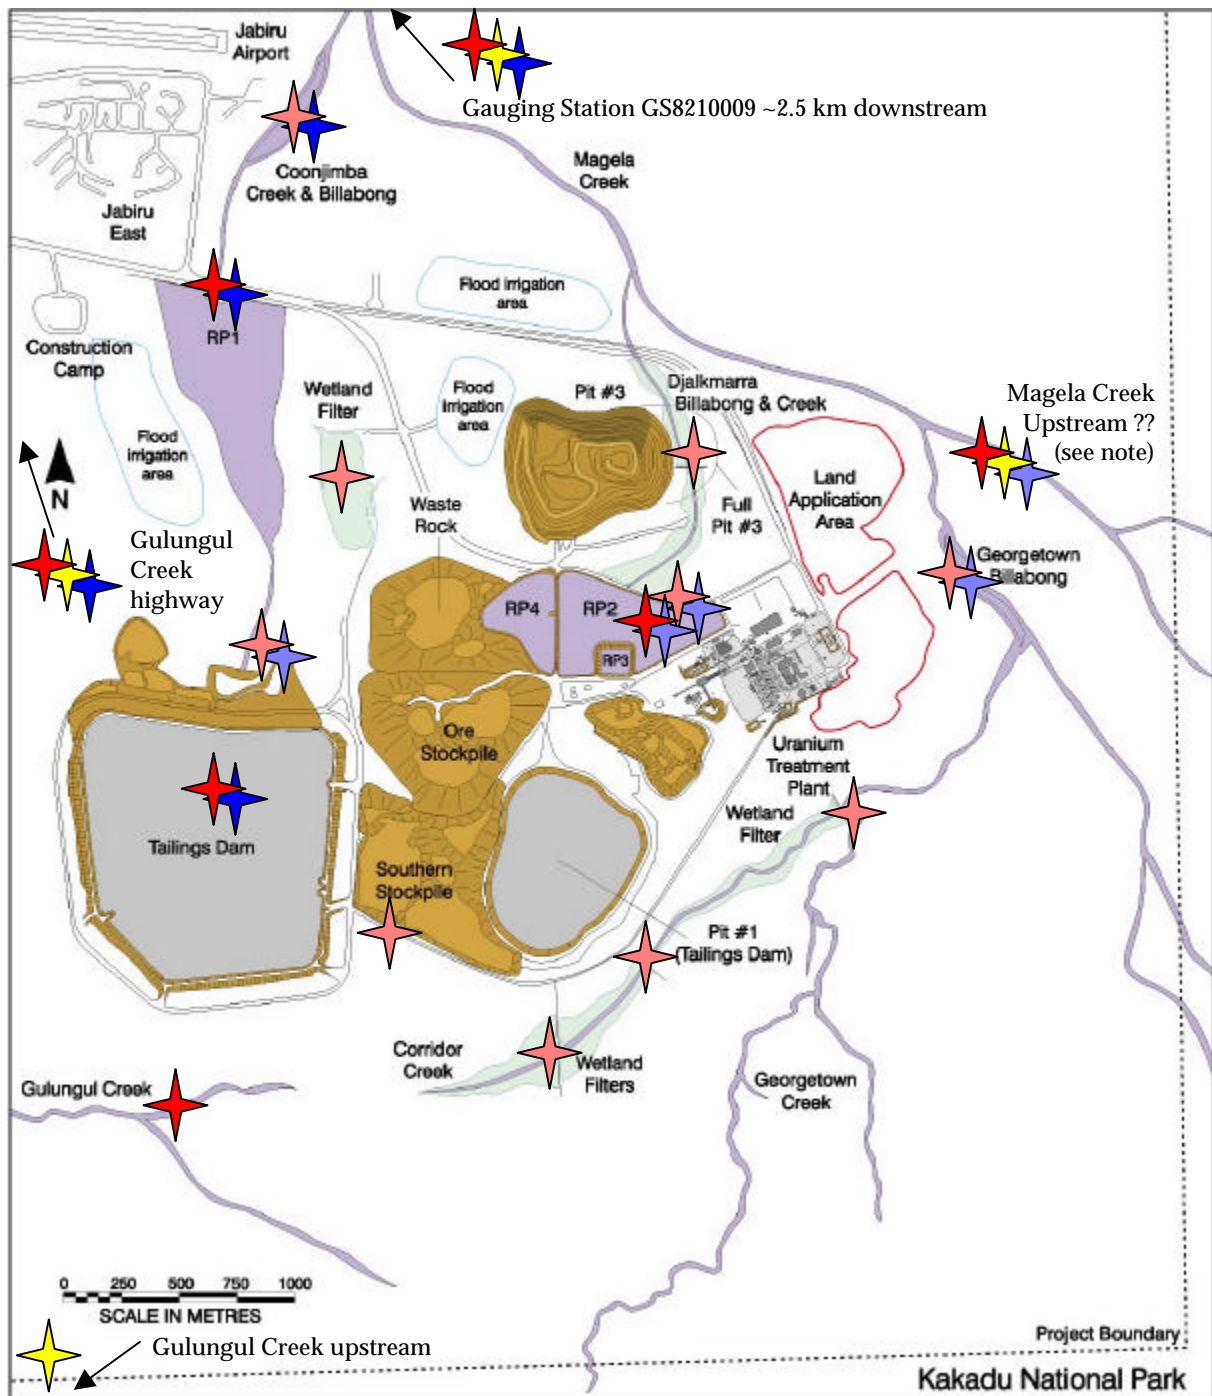 Jabiru
Airport
Gauging Station GS8210009 ~2.5 km downstream
Magela
Creek
Coonjimba
Creek & Billabong
Jabiru
East
Flood irrigation
area
RP1
Construction
Camp
Wetland
Filter
Flood
irrigation
area
Pit #3
Djalkmarra
Billabong & Creek
Magela Creek
Upstream ??
(see note)
Flood
irrigation
area
N
Waste
Rock
Full
Pit #3
Land
Application
Area
Gulungul
Creek
highway
Georgetown
Billabong
RP4
RP2
RP3
Ore
Stockpile
Uranium
Treatment
Plant
Wetland
Filter
Tailings Dam
Southern
Stockpile
Pit #1
(Tailings Dam)
Corridor
Creek
Wetland
Filters
Gulungul Creek
Georgetown
Creek
0 250 500 750 1000
SCALE IN METRES
Gulungul Creek upstream
Project Boundary
Kakadu National Park